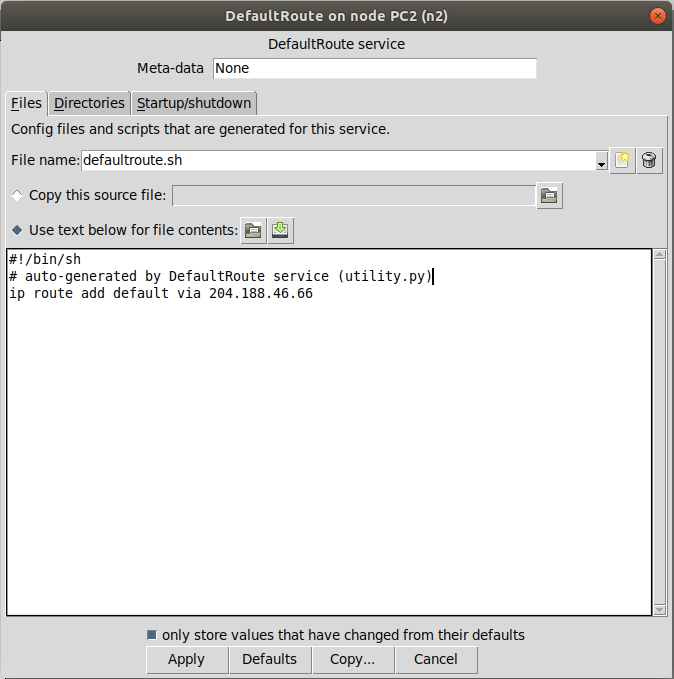 DefaultRoute on node PC2 (n2)
DefaultRoute service
Meta-data None
Files Directories Startup/shutdown
Config files and scripts that are generated for this service.
File name: defaultroute.sh
Copy this source file:
Use text below for file contents:
#!/bin/sh
# auto-generated by DefaultRoute service (utility.py)
ip route add default via 204.188.46.66
only store values that have changed from their defaults
Apply Defaults Copy... Cancel